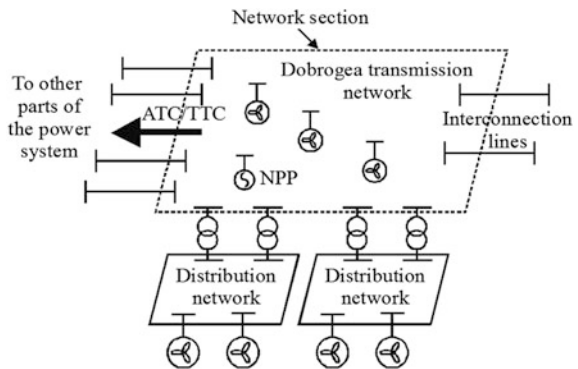 Network section
Dobrogea transmission
network
To other
parts of
the power
system
ATC/TTC
Interconnection
lines
NPP
Distribution
network
Distribution
network